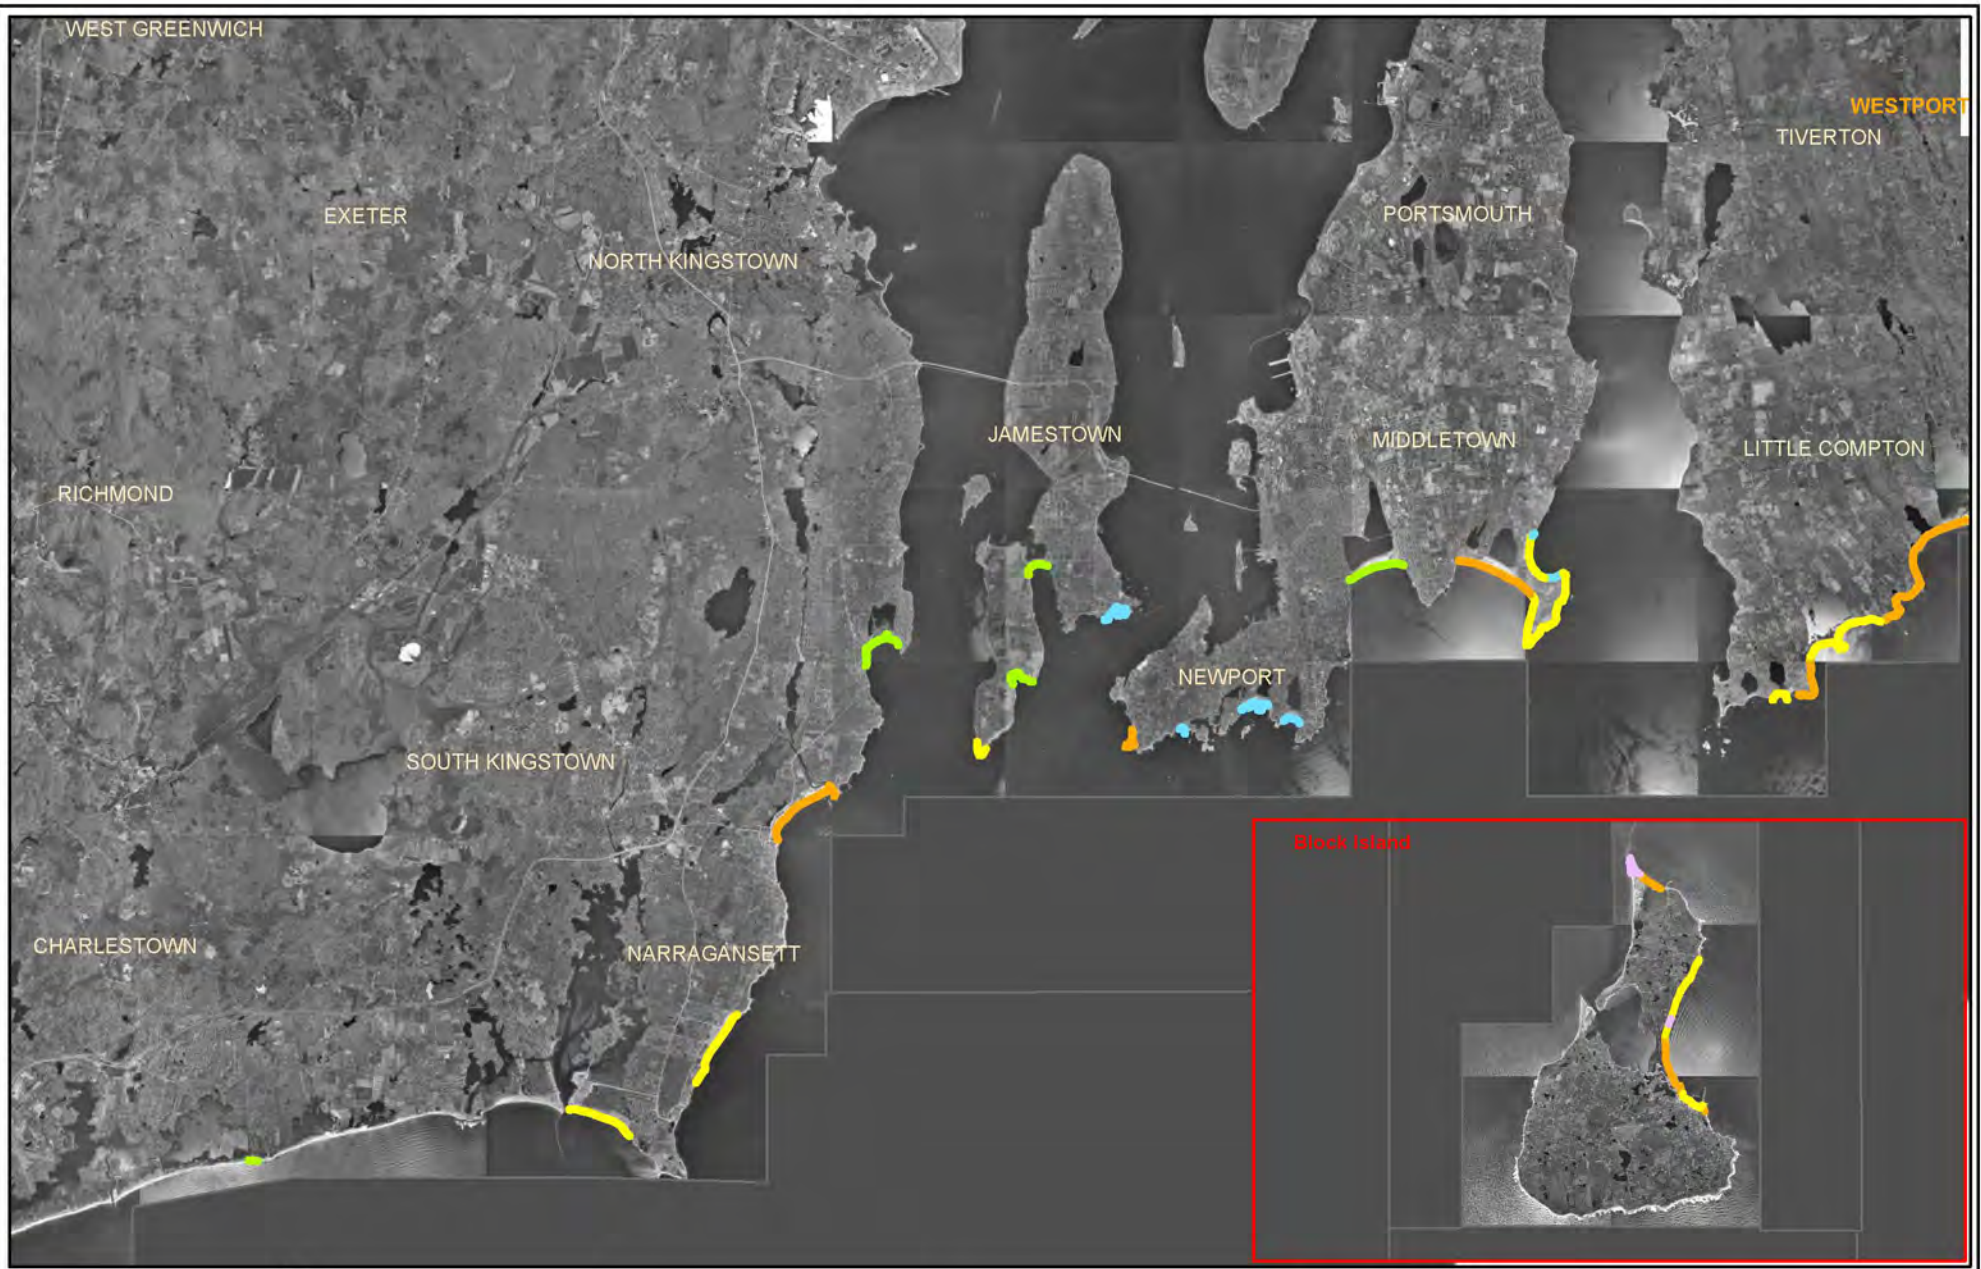 WEST GREENWICH
WESTPORT
TIVERTON
EXETER
PORTSMOUTH
NORTH KINGSTOWN
JAMESTOWN
MIDDLETOWN
LITTLE COMPTON
RICHMOND
NEWPORT
SOUTH KINGSTOWN
Block Island
CHARLESTOWN
NARRAGANSETT